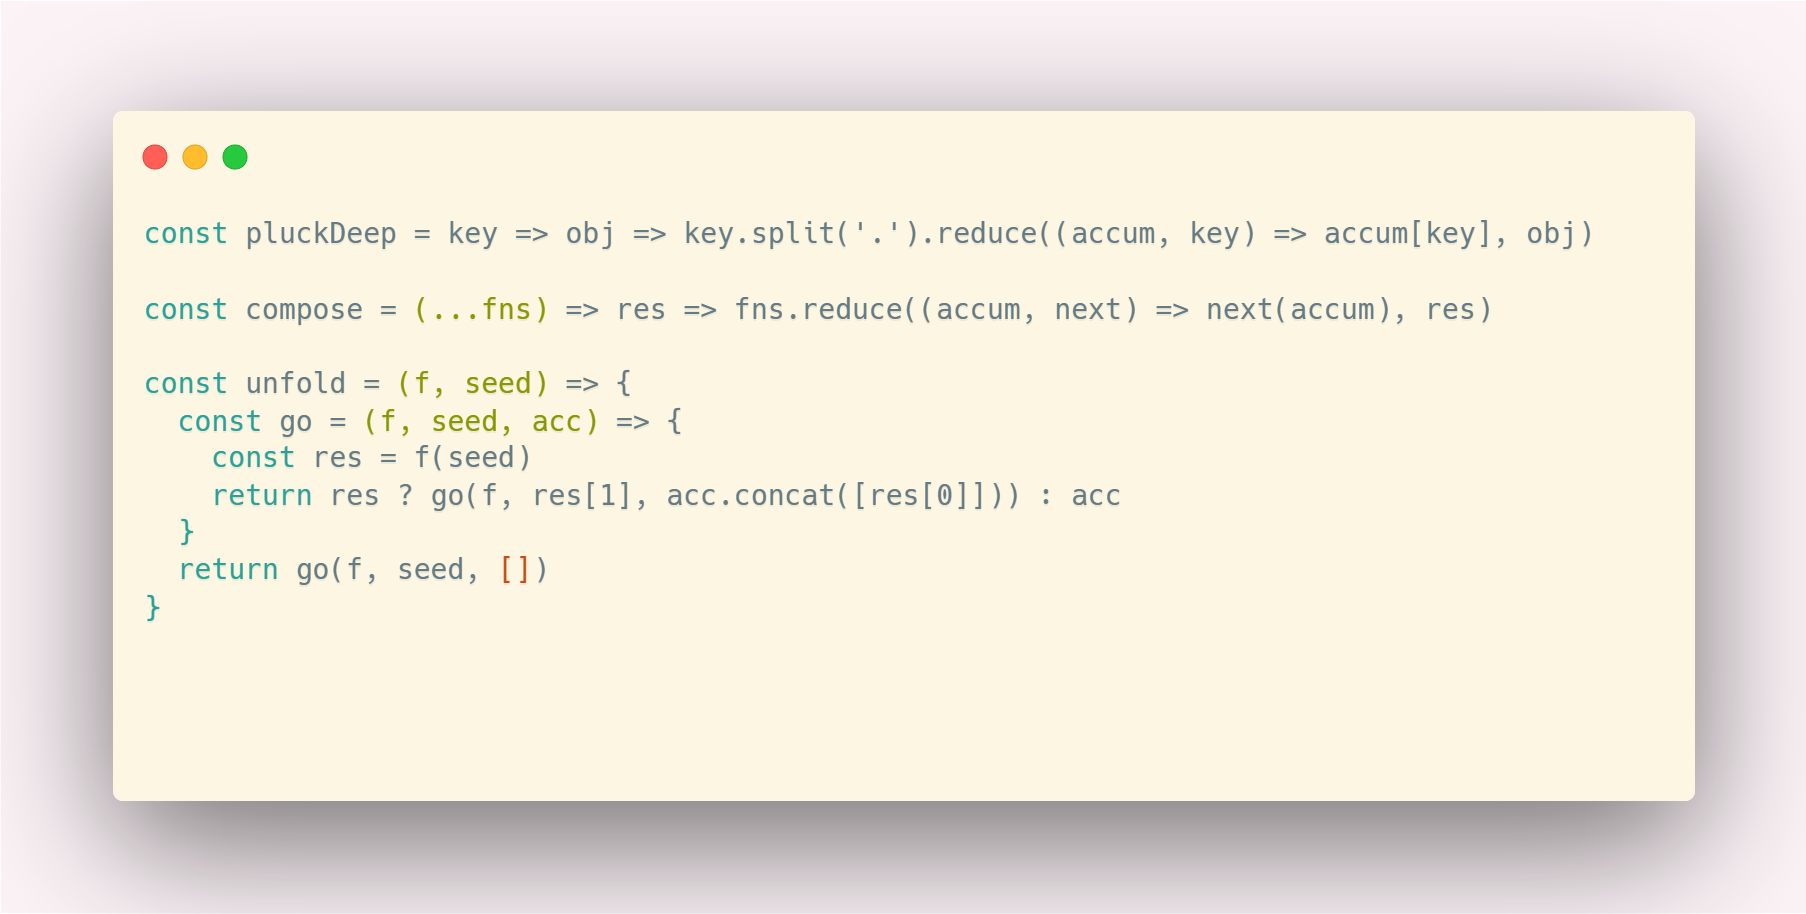 const pluckDeep = key => obj => key.split('.').reduce((accum, key) => accum[key], obj)
const compose = (...fns) => res => fns.reduce((accum, next) => next(accum), res)
const unfold = (f, seed) => {
const go = (f, seed, acc) => {
const res = f(seed)
return res ? go(f, res[1], acc.concat([res[0]])) : acc
}
return go(f, seed, [])
}